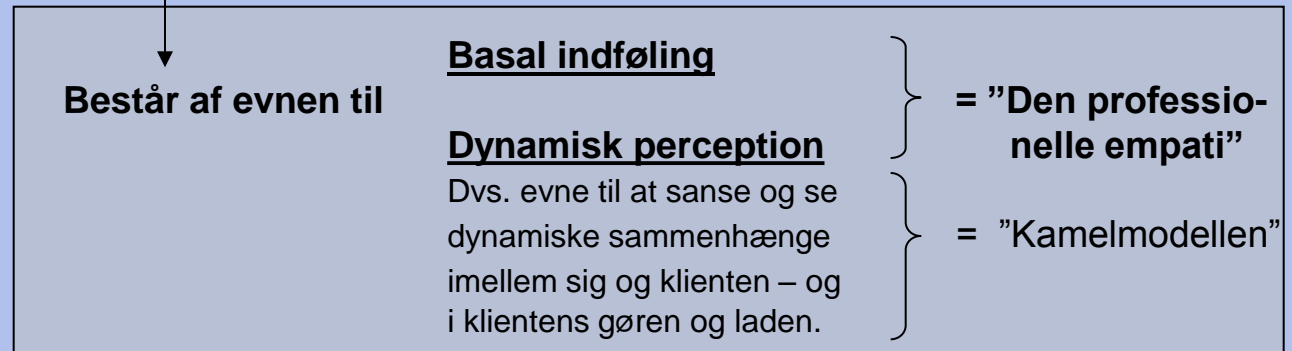 Basal indføling
Består af evnen til
= ”Den professio-
nelle empati”
Dynamisk perception
Dvs. evne til at sanse og se
dynamiske sammenhænge
= ”Kamelmodellen”
imellem sig og klienten – og
i klientens gøren og laden.